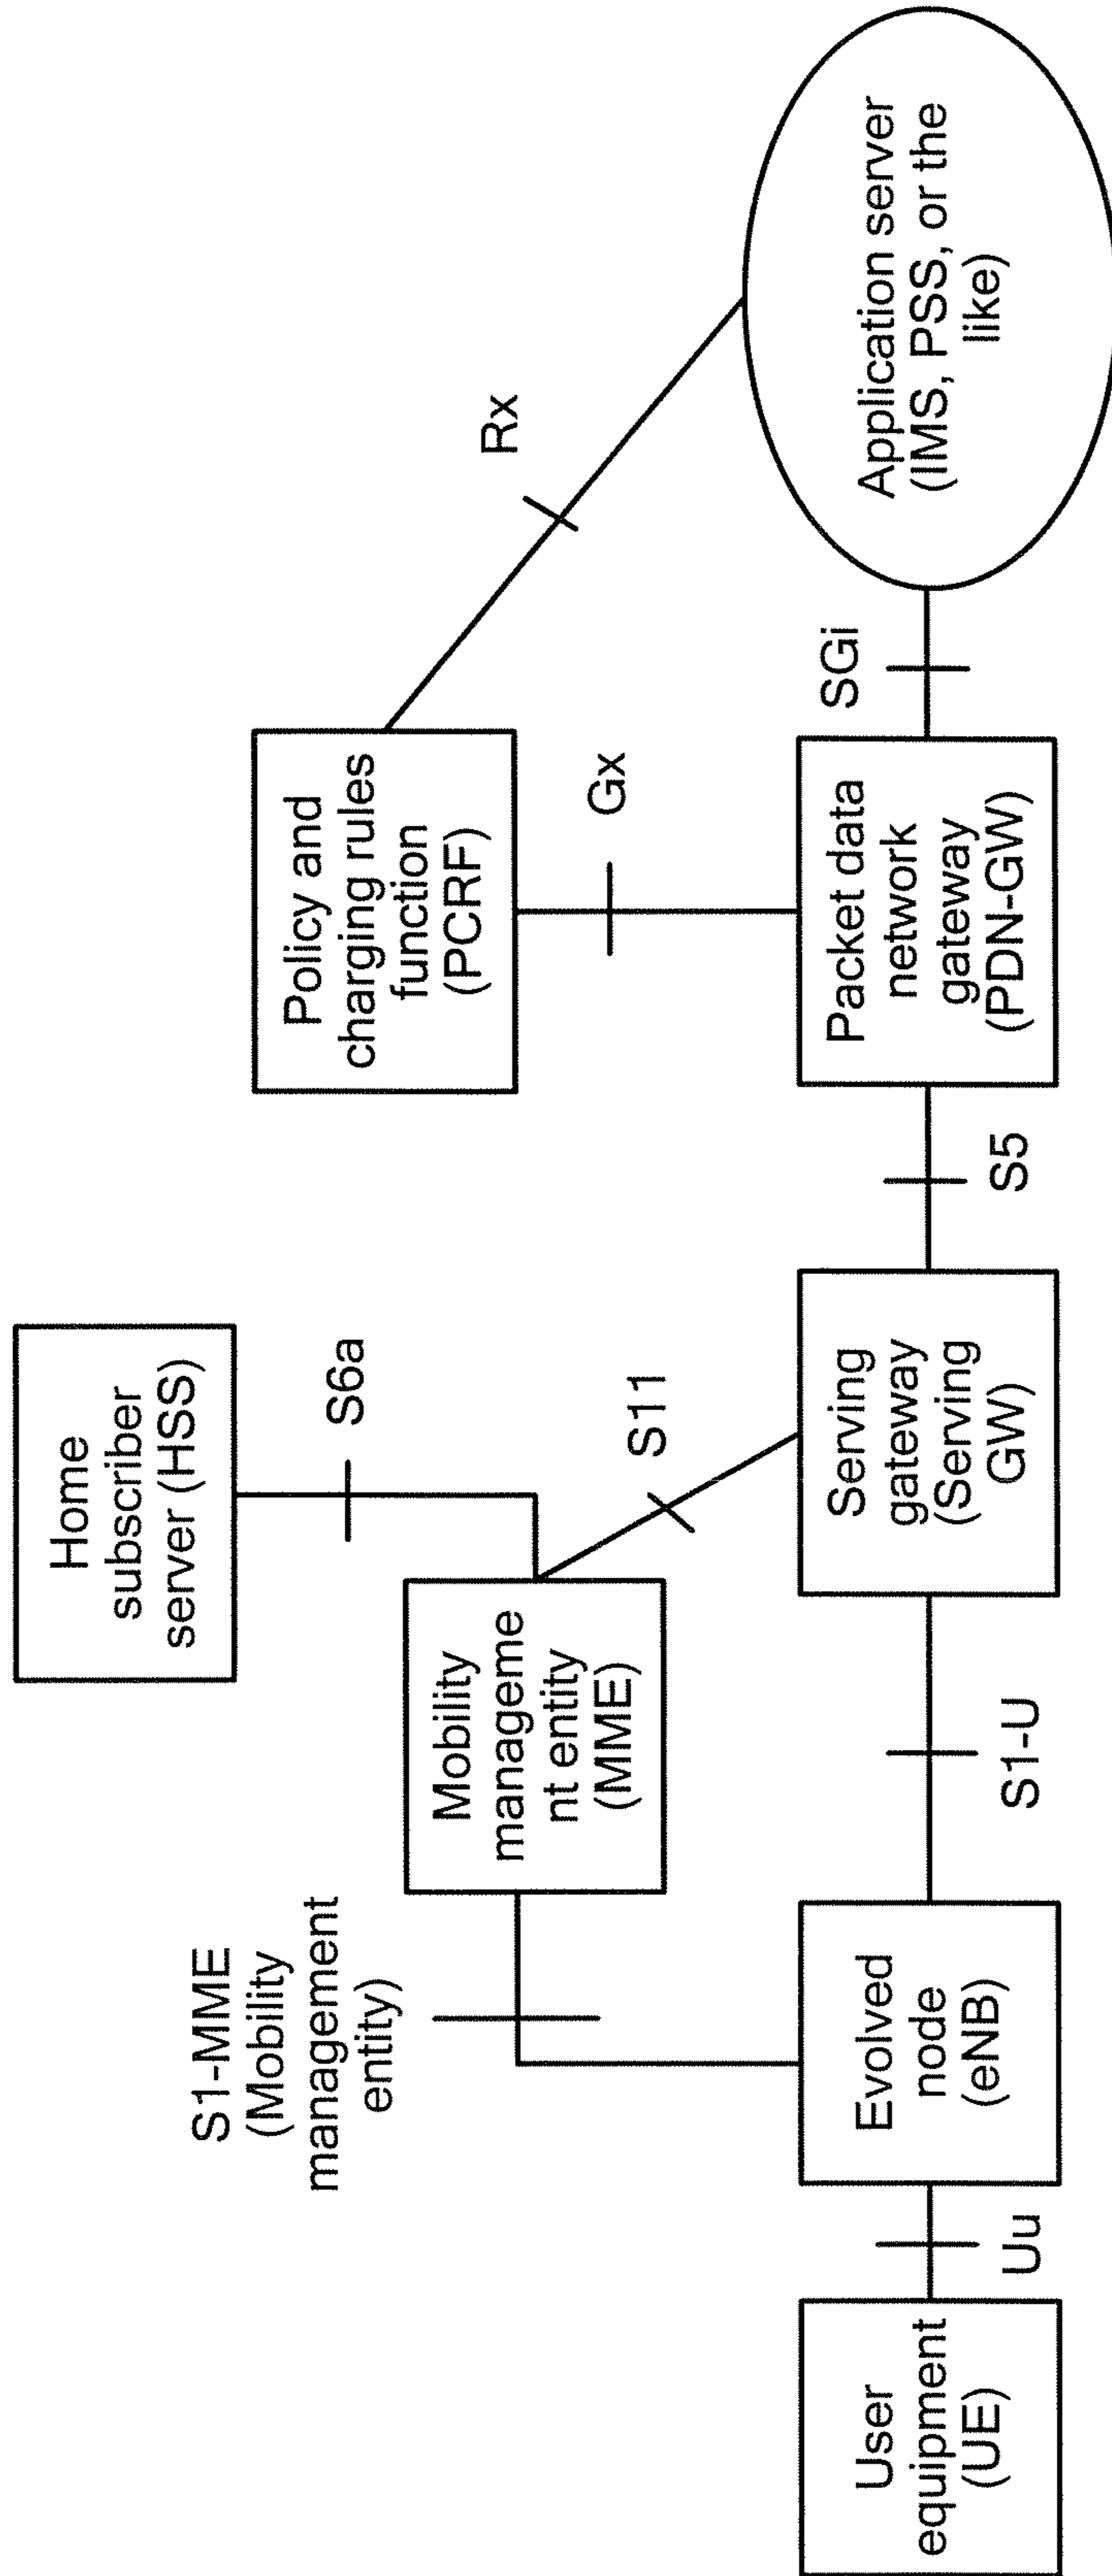 Home
subscriber
server (HSS)
S6a
S1-MME
(Mobility
management
entity)
Mobility
manageme
nt entity
(MME)
S11
Policy and
charging rules
function
(PCRF)
Rx
Gx
User
equipment
(UE)
Uu
Evolved
node
(eNB)
S1-U
Serving
gateway
(Serving
GW)
S5
Packet data
network
gateway
(PDN-GW)
SGi
Application server
(IMS, PSS, or the
like)